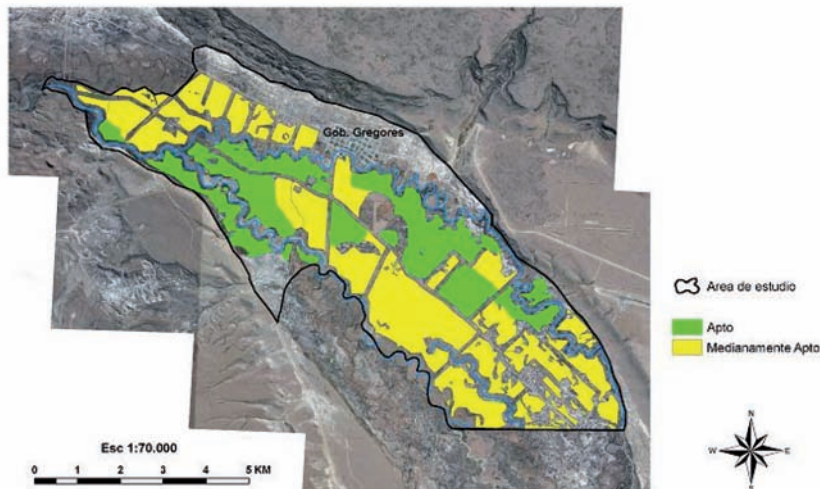 Gob. Gregores
Area de estudio
Apto
Medianamente Apto
Esc 1:70.000
0 1 2 3 4 5 KM
N
W E
S